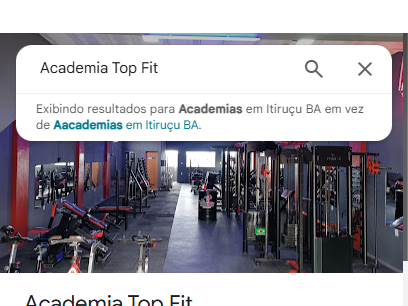 Academia Top Fit
Exibindo resultados para Academias em Itiruçu BA em vez
de Aacademias em Itiruçu BA.
Academia Top Fit